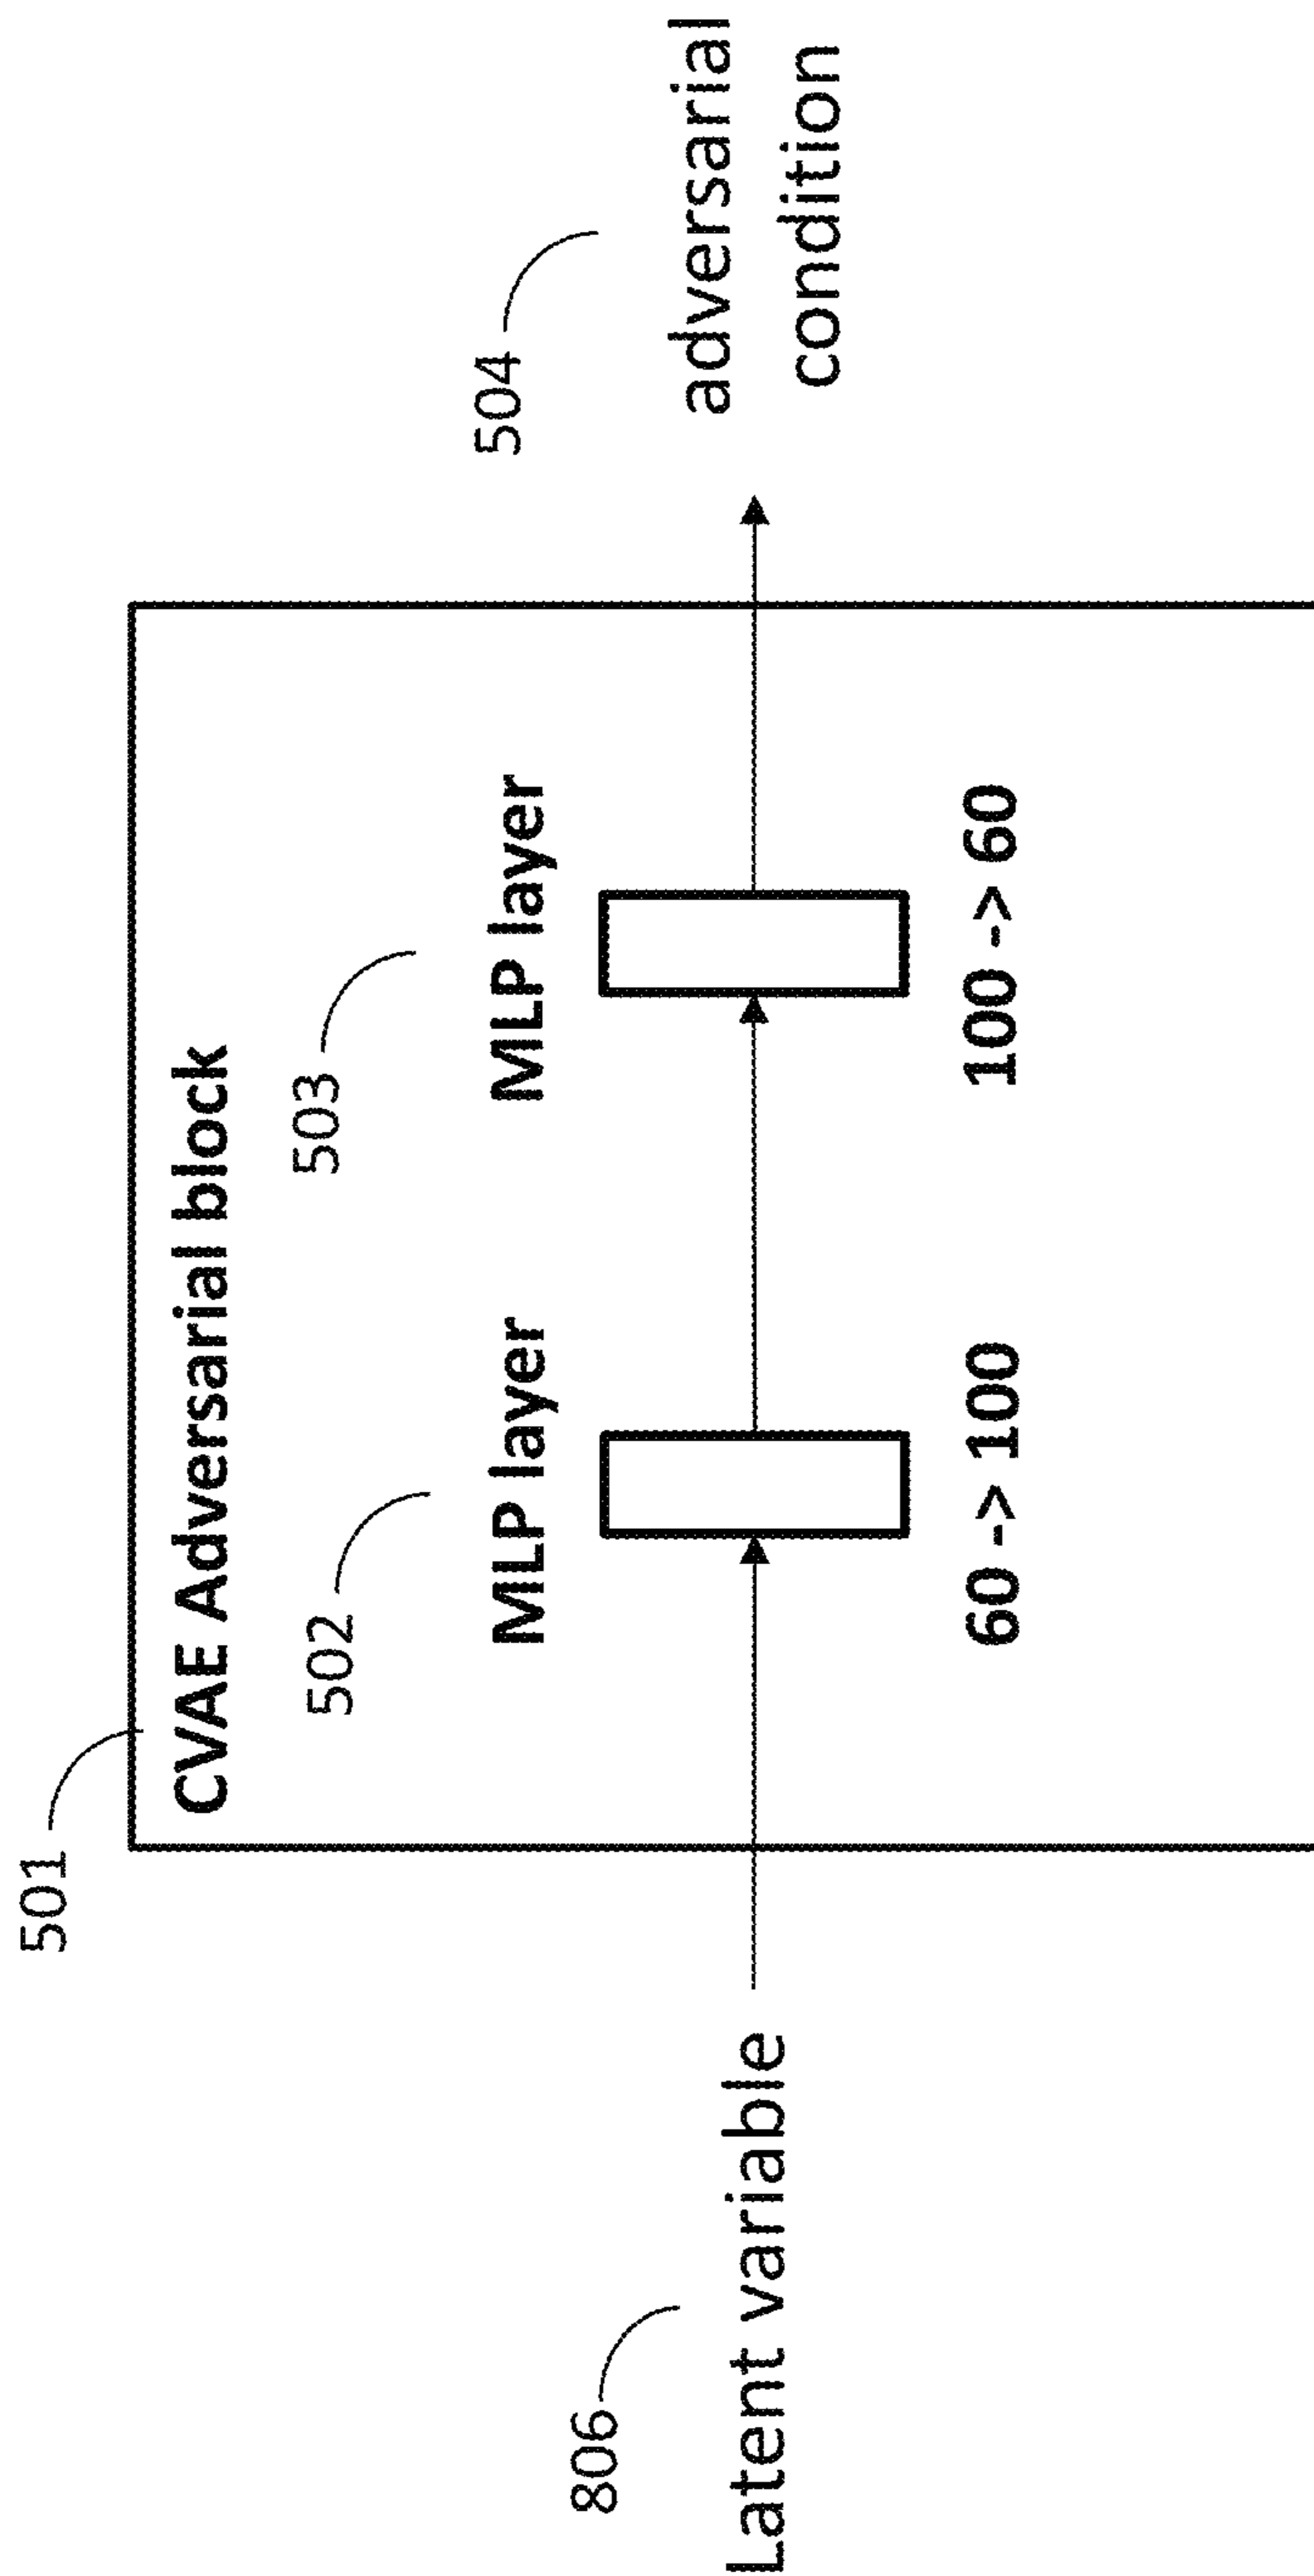 501
CVAE Adversarial block
502
503
504
806
MLP layer
MLP layer
Latent variable
adversarial
condition
60 -> 100
100 -> 60